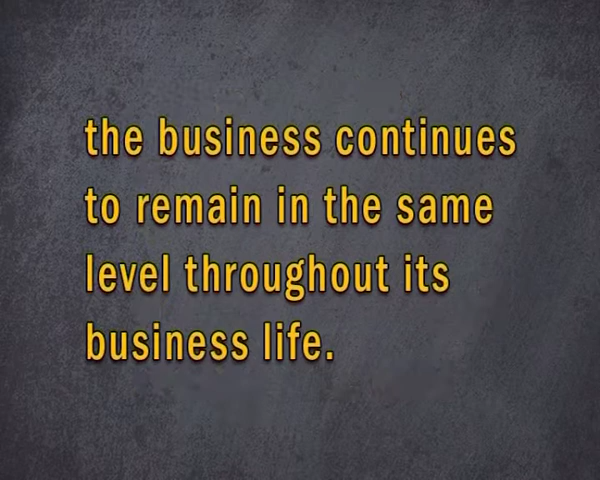 the business continues
to remain in the same
level throughout its
business life.